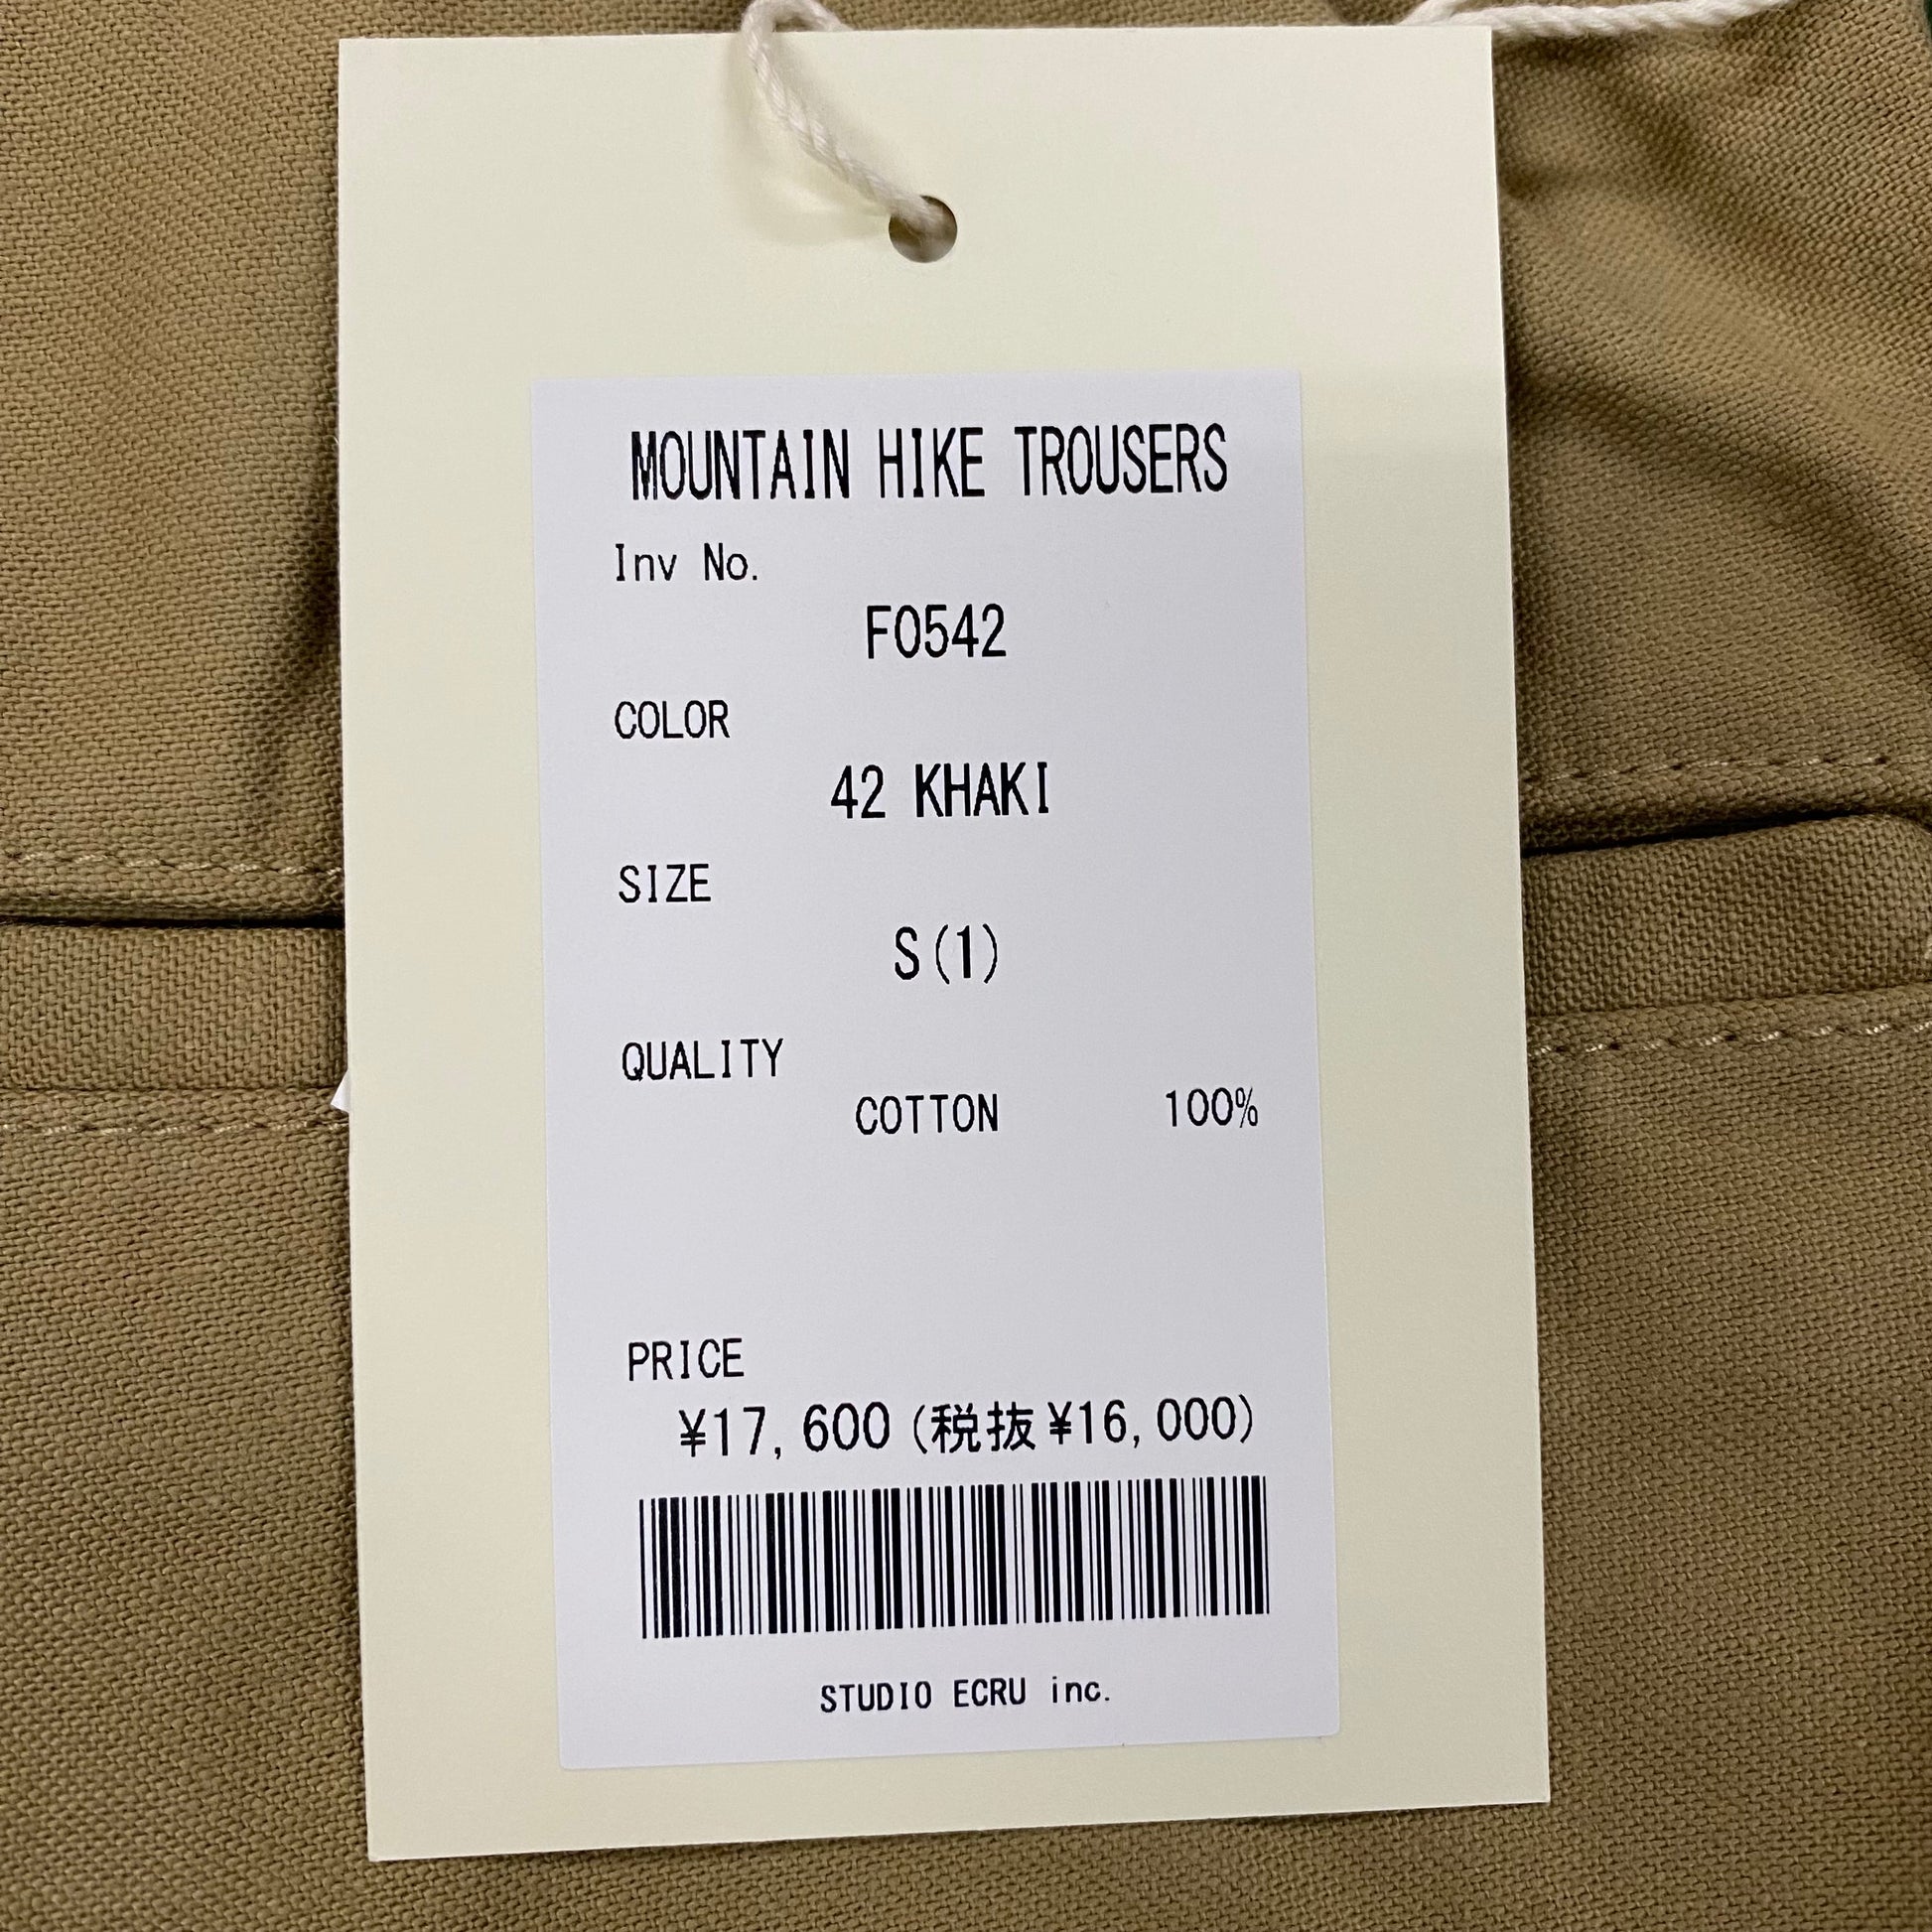 MOUNTAIN HIKE TROUSERS
Inv No.
F0542
COLOR
42 KHAKI
SIZE
S(1)
QUALITY
COTTON 100%
PRICE
¥17,600(税抜¥16,000)
STUDIO ECRU inc.